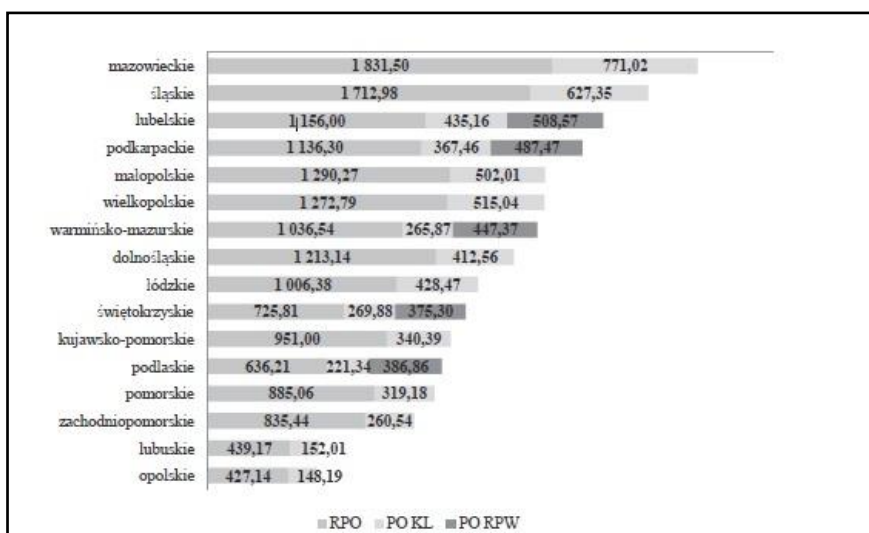 mazowieckie 1 831,50 771,02
śląskie 1 712,98 627,35
lubelskie 1 156,00 435,16 508,57
podkarpackie 1 136,30 367,46 487,47
małopolskie 1 290,27 502,01
wielkopolskie 1 272,79 515,04
warmińsko-mazurskie 1 036,54 265,87 447,37
dolnośląskie 1 213,14 412,56
łódzkie 1 006,38 428,47
świętokrzyskie 725,81 269,88 375,30
kujawsko-pomorskie 951,00 340,39
podlaskie 636,21 221,34 386,86
pomorskie 885,06 319,18
zachodniopomorskie 835,44 260,54
lubuskie 439,17 152,01
opolskie 427,14 148,19
RPO PO KL PO RPW